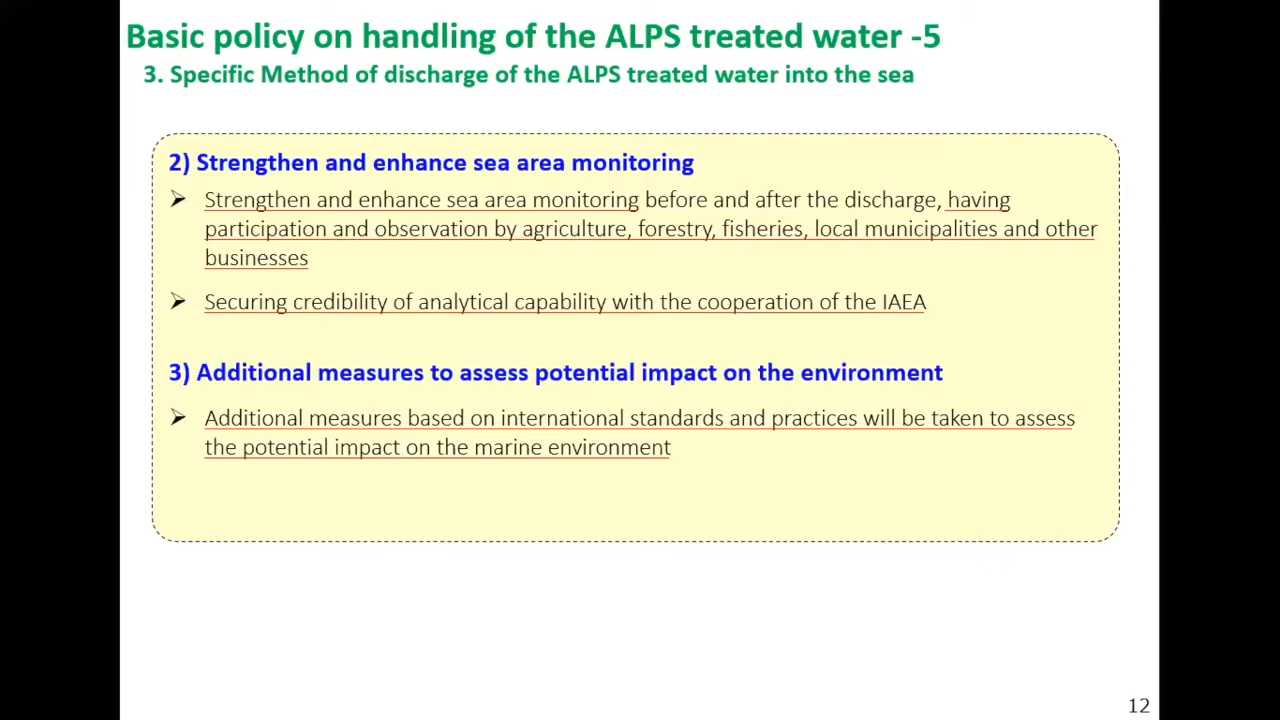 Basic policy on handling of the ALPS treated water -5
3. Specific Method of discharge of the ALPS treated water into the sea
2) Strengthen and enhance sea area monitoring
➢ Strengthen and enhance sea area monitoring before and after the discharge, having
participation and observation by agriculture, forestry, fisheries, local municipalities and other
businesses
➢ Securing credibility of analytical capability with the cooperation of the IAEA
3) Additional measures to assess potential impact on the environment
➢ Additional measures based on international standards and practices will be taken to assess
the potential impact on the marine environment
12